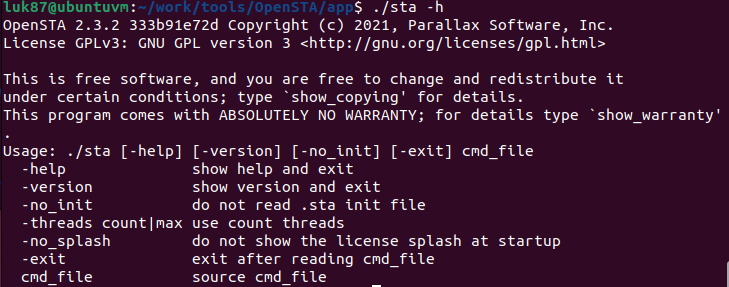 luk87@ubuntuvm:~/work/tools/OpenSTA/app$ ./sta -h
OpenSTA 2.3.2 333b91e72d Copyright (c) 2021, Parallax Software, Inc.
License GPLv3: GNU GPL version 3 <http://gnu.org/licenses/gpl.html>

This is free software, and you are free to change and redistribute it
under certain conditions; type `show_copying' for details.
This program comes with ABSOLUTELY NO WARRANTY; for details type `show_warranty'
.
Usage: ./sta [-help] [-version] [-no_init] [-exit] cmd_file
  -help              show help and exit
  -version           show version and exit
  -no_init           do not read .sta init file
  -threads count|max use count threads
  -no_splash         do not show the license splash at startup
  -exit              exit after reading cmd_file
  cmd_file           source cmd_file